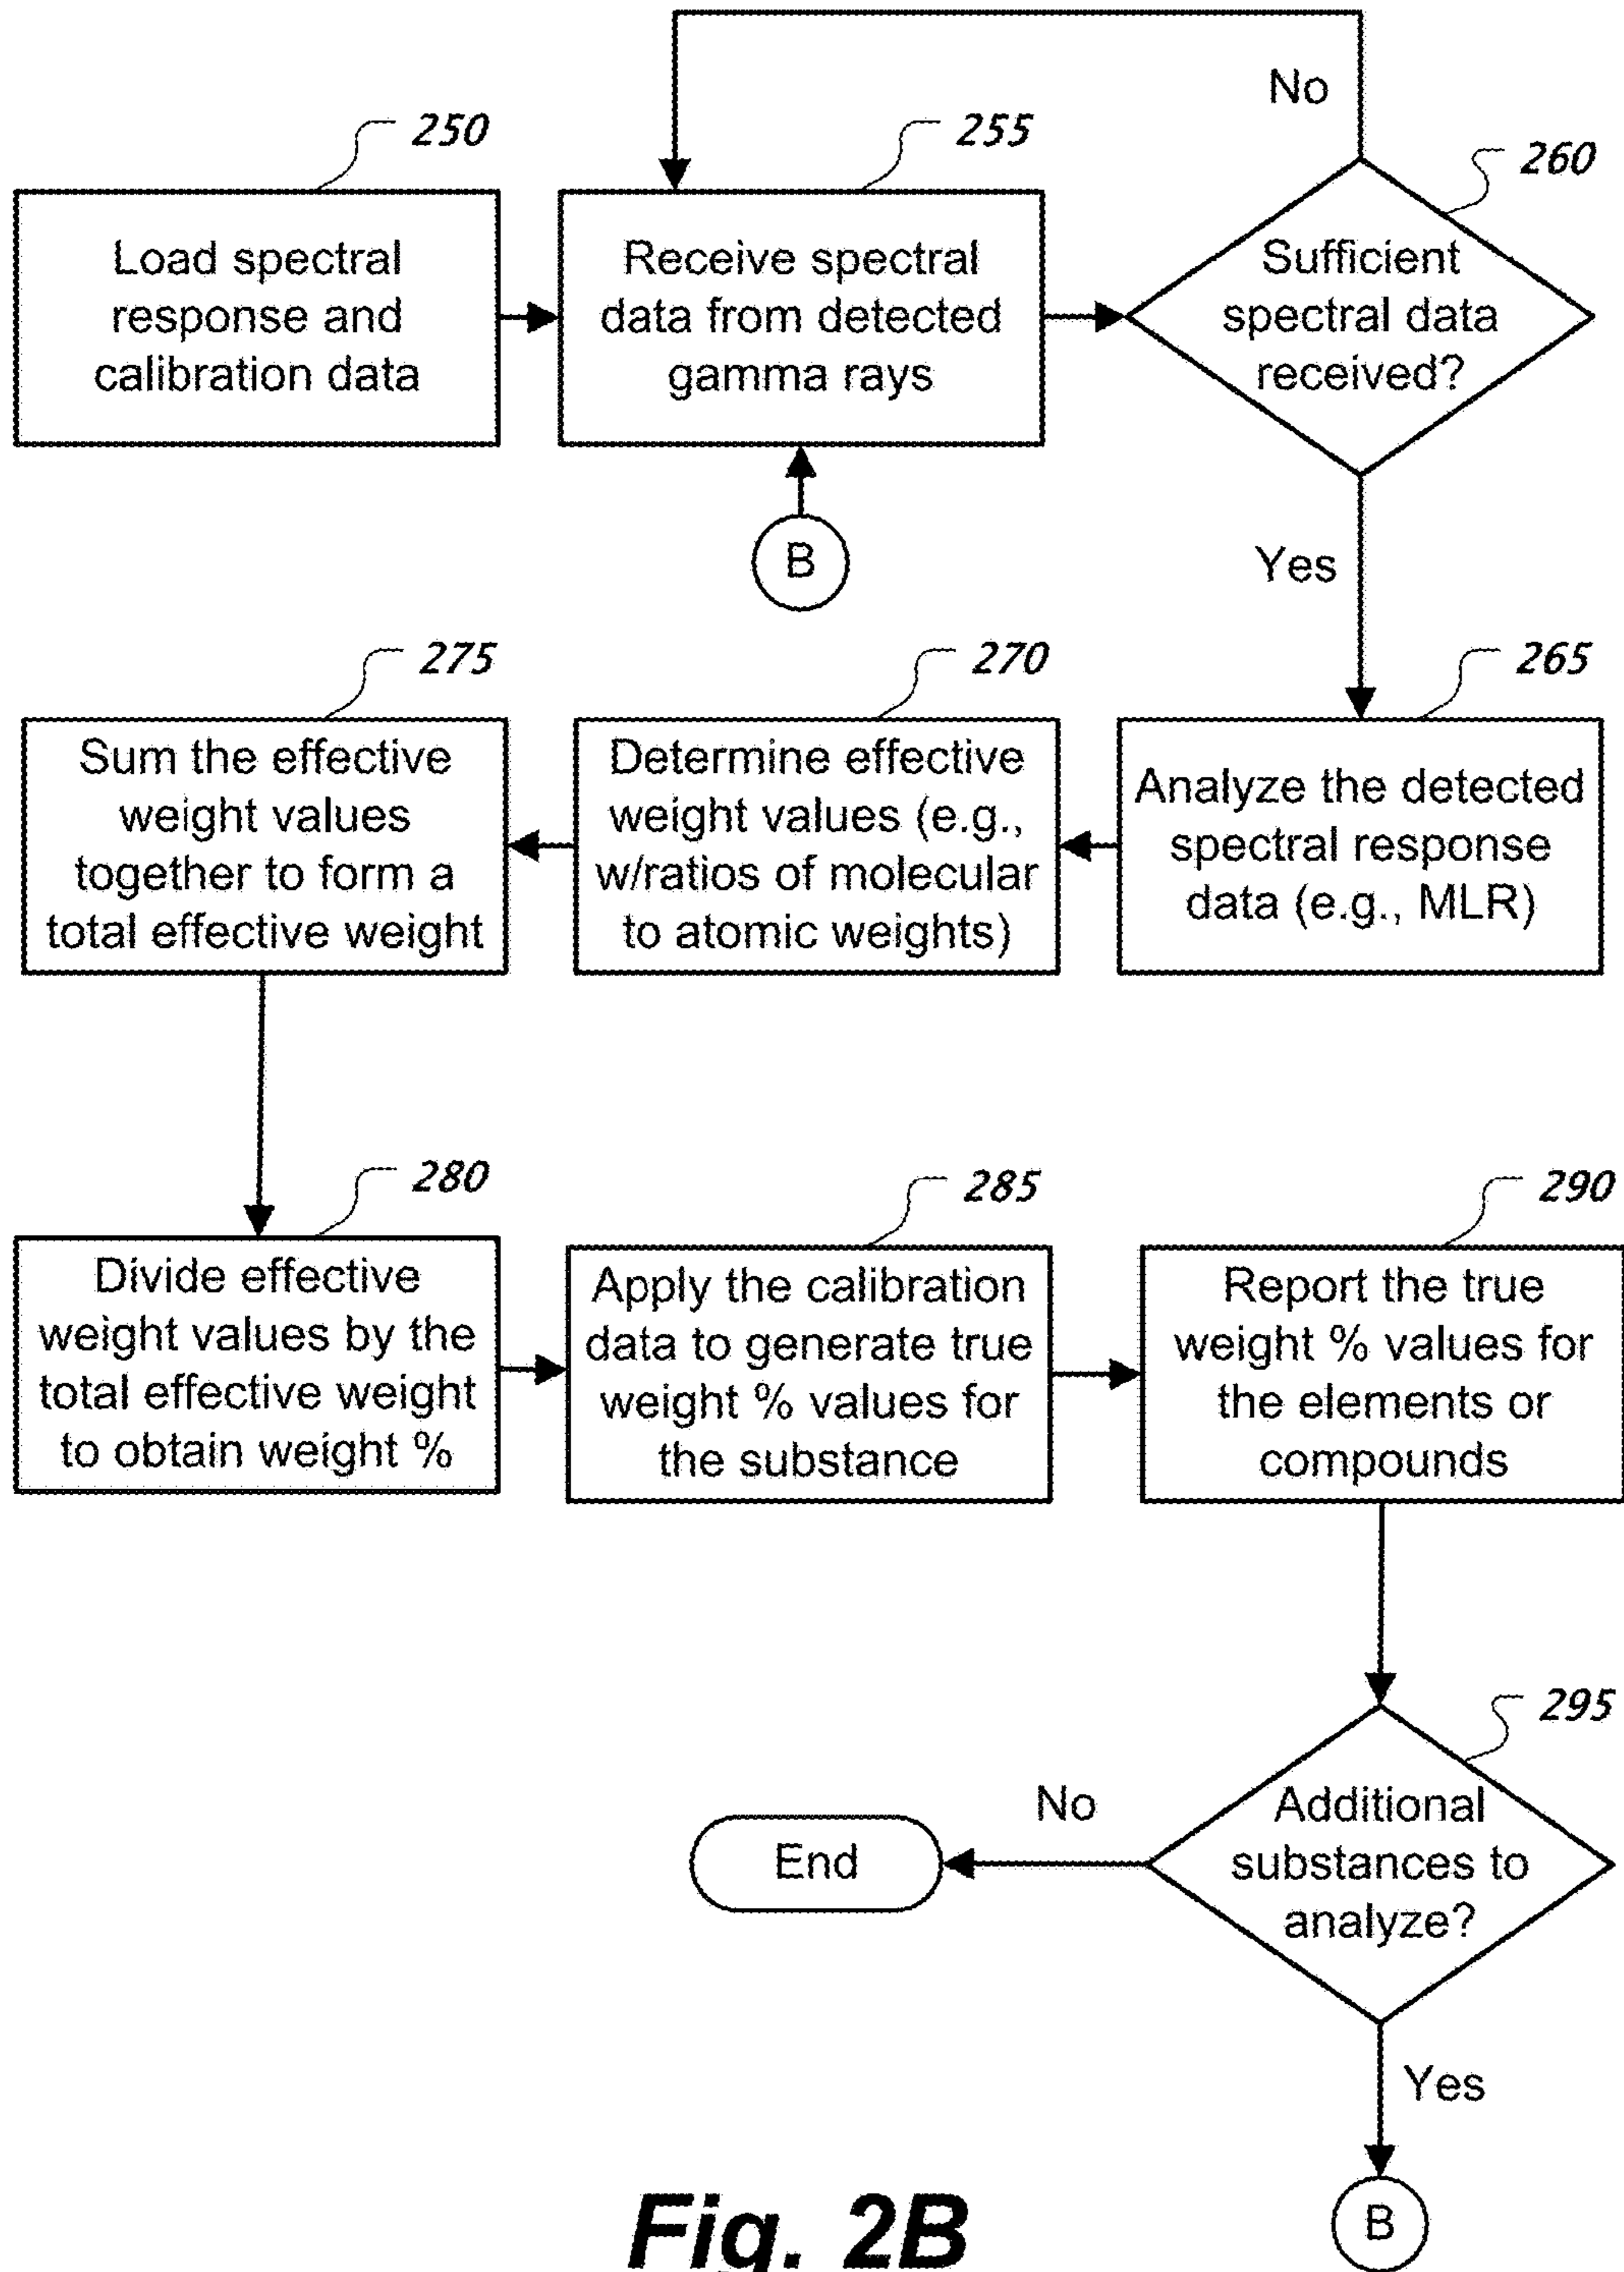 No
250
255
260
Load spectral
response and
calibration data
Receive spectral
data from detected
gamma rays
Sufficient
spectral data
received?
B
Yes
275
270
265
Sum the effective
weight values
together to form a
total effective weight
Determine effective
weight values (e.g.,
w/ratios of molecular
to atomic weights)
Analyze the detected
spectral response
data (e.g., MLR)
280
285
290
Divide effective
weight values by the
total effective weight
to obtain weight %
Apply the calibration
data to generate true
weight % values for
the substance
Report the true
weight % values for
the elements or
compounds
295
No
End
Additional
substances to
analyze?
Yes
B
Fig. 2B